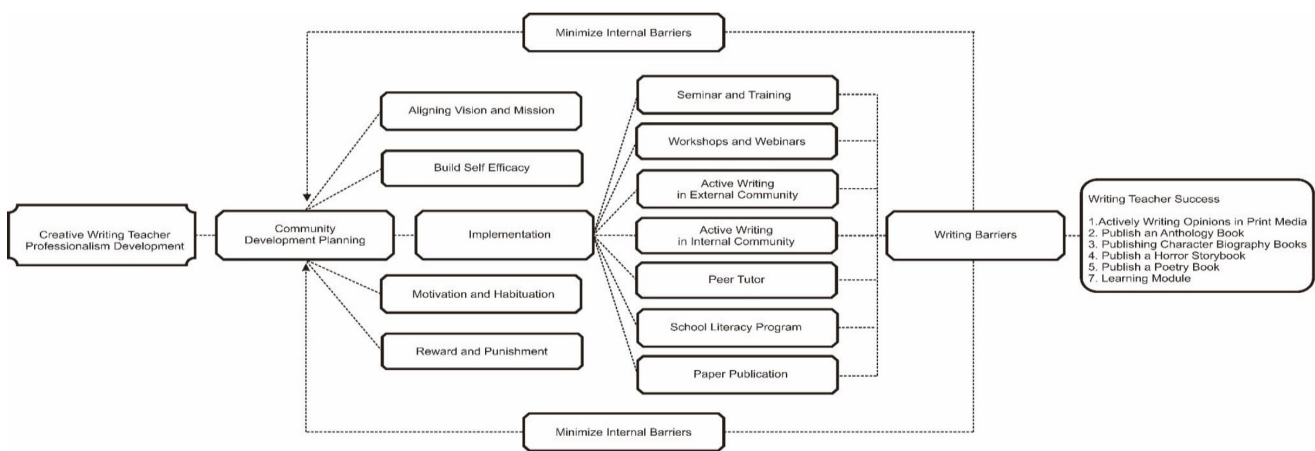 Minimize Internal Barriers
Aligning Vision and Mission
Build Self Efficacy
Creative Writing Teacher
Professionalism Development
Community
Development Planning
Implementation
Motivation and Habituation
Reward and Punishment
Seminar and Training
Workshops and Webinars
Active Writing
in External Community
Active Writing
in Internal Community
Peer Tutor
School Literacy Program
Paper Publication
Writing Barriers
Writing Teacher Success
1.Actively Writing Opinions in Print Media
2. Publish an Anthology Book
3. Publishing Character Biography Books
4. Publish a Horror Storybook
5. Publish a Poetry Book
7. Learning Module
Minimize Internal Barriers